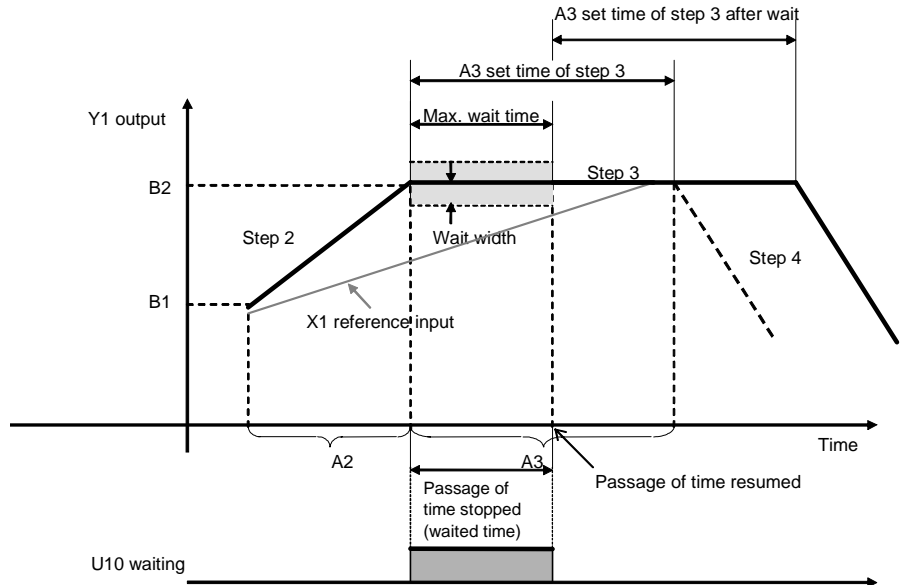 A3 set time of step 3 after wait
A3 set time of step 3
Y1 output
Max. wait time
Step 3
B2
Step 2
Wait width
Step 4
B1
X1 reference input
Time
A2
A3
Passage of time resumed
Passage of
time stopped
(waited time)
U10 waiting